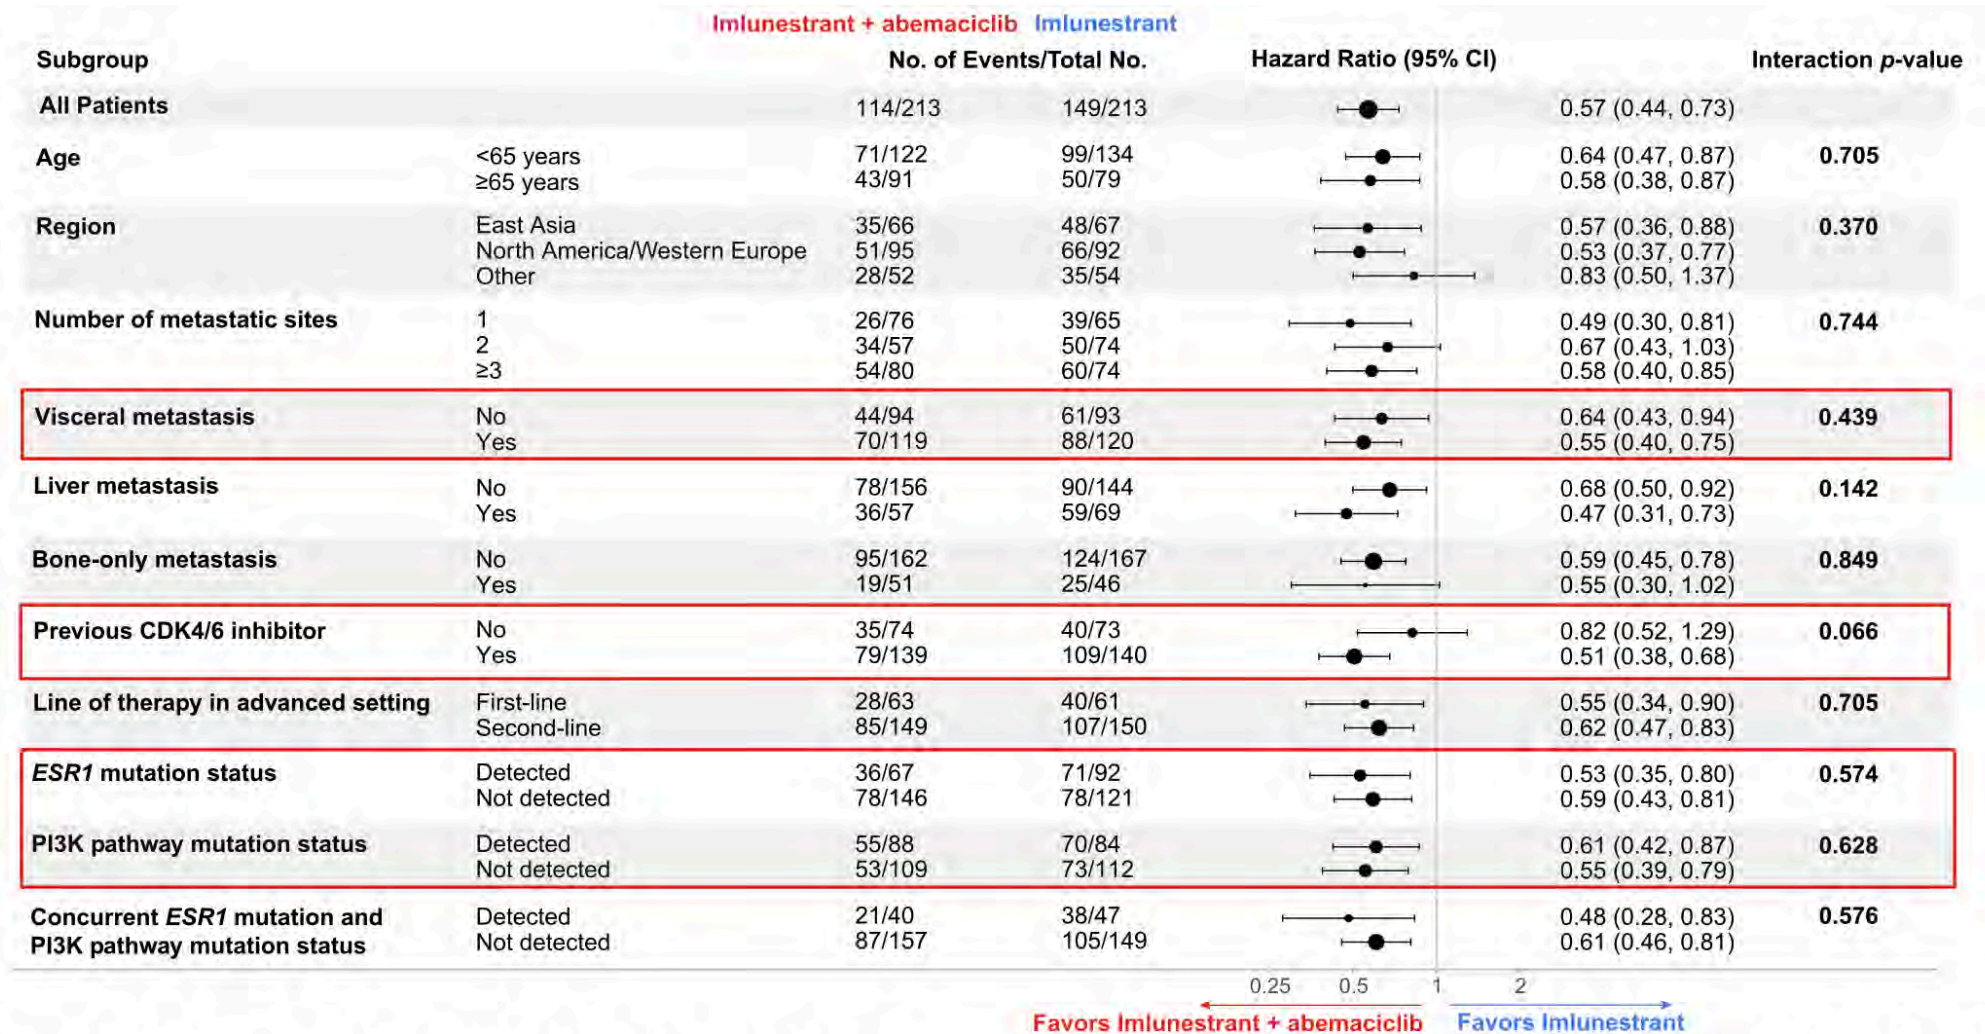 Imlunestrant + abemaciclib Imlunestrant
Subgroup No. of Events/Total No. Hazard Ratio (95% CI) Interaction p-value
All Patients 114/213 149/213 0.57 (0.44, 0.73)
Age <65 years 71/122 99/134 0.64 (0.47, 0.87) 0.705
≥65 years 43/91 50/79 0.58 (0.38, 0.87)
Region East Asia 35/66 48/67 0.57 (0.36, 0.88) 0.370
North America/Western Europe 51/95 66/92 0.53 (0.37, 0.77)
Other 28/52 35/54 0.83 (0.50, 1.37)
Number of metastatic sites 1 26/76 39/65 0.49 (0.30, 0.81) 0.744
2 34/57 50/74 0.67 (0.43, 1.03)
≥3 54/80 60/74 0.58 (0.40, 0.85)
Visceral metastasis No 44/94 61/93 0.64 (0.43, 0.94) 0.439
Yes 70/119 88/120 0.55 (0.40, 0.75)
Liver metastasis No 78/156 90/144 0.68 (0.50, 0.92) 0.142
Yes 36/57 59/69 0.47 (0.31, 0.73)
Bone-only metastasis No 95/162 124/167 0.59 (0.45, 0.78) 0.849
Yes 19/51 25/46 0.55 (0.30, 1.02)
Previous CDK4/6 inhibitor No 35/74 40/73 0.82 (0.52, 1.29) 0.066
Yes 79/139 109/140 0.51 (0.38, 0.68)
Line of therapy in advanced setting First-line 28/63 40/61 0.55 (0.34, 0.90) 0.705
Second-line 85/149 107/150 0.62 (0.47, 0.83)
ESR1 mutation status Detected 36/67 71/92 0.53 (0.35, 0.80) 0.574
Not detected 78/146 78/121 0.59 (0.43, 0.81)
PI3K pathway mutation status Detected 55/88 70/84 0.61 (0.42, 0.87) 0.628
Not detected 53/109 73/112 0.55 (0.39, 0.79)
Concurrent ESR1 mutation and Detected 21/40 38/47 0.48 (0.28, 0.83) 0.576
PI3K pathway mutation status Not detected 87/157 105/149 0.61 (0.46, 0.81)
0.25 0.5 1 2
Favors Imlunestrant + abemaciclib Favors Imlunestrant